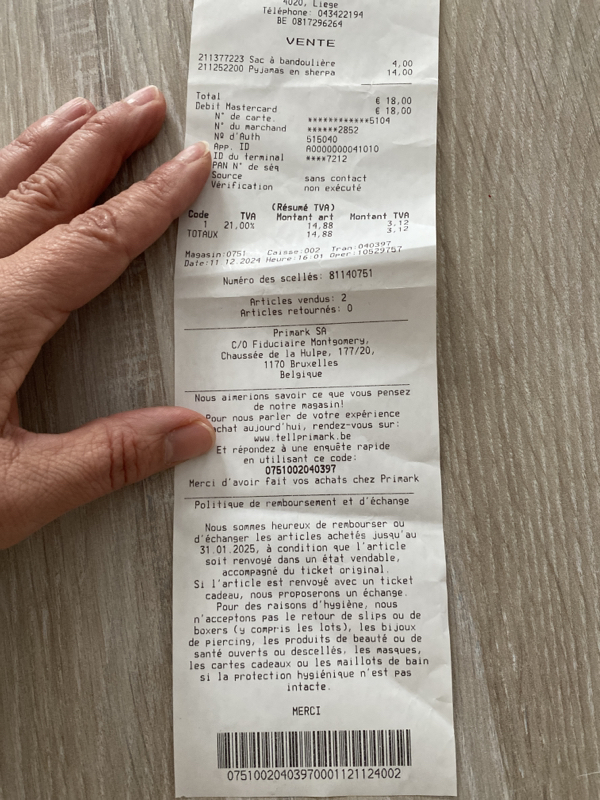 4020, Liege
Téléphone: 043422194
BE 0817296264
VENTE
211377223 Sac à bandoulière 4,00
211252200 Pyjamas en sherpa 14,00
Total € 18,00
Debit Mastercard € 18,00
N° de carte. ************5104
N° du marchand ******2852
Nº d'Auth 515040
App. ID A0000000041010
ID du terminal ****7212
PAN N° de séq
Source sans contact
Vérification non exécuté
(Résumé TVA)
Code TVA Montant art Montant TVA
1 21,00% 14,88 3,12
TOTAUX 14,88 3,12
Magasin:0751 Caisse:002 Tran:040397
Date:11.12.2024 Heure:16:01 Oper:10529757
Numéro des scellés: 81140751
Articles vendus: 2
Articles retournés: 0
Primark SA
C/O Fiduciaire Montgomery,
Chaussée de la Hulpe, 177/20,
1170 Bruxelles
Belgique
Nous aimerions savoir ce que vous pensez
de notre magasin!
Pour nous parler de votre expérience
d'achat aujourd'hui, rendez-vous sur:
www.tellprimark.be
Et répondez à une enquête rapide
en utilisant ce code:
0751002040397
Merci d'avoir fait vos achats chez Primark
Politique de remboursement et d'échange
Nous sommes heureux de rembourser ou
d'échanger les articles achetés jusqu'au
31.01.2025, à condition que l'article
soit renvoyé dans un état vendable,
accompagné du ticket original.
Si l'article est renvoyé avec un ticket
cadeau, nous proposerons un échange.
Pour des raisons d'hygiène, nous
n'acceptons pas le retour de slips ou de
boxers (y compris les lots), les bijoux
de piercing, les produits de beauté ou de
santé ouverts ou descellés, les masques,
les cartes cadeaux ou les maillots de bain
si la protection hygiénique n'est pas
intacte.
MERCI
07510020403970001121124002